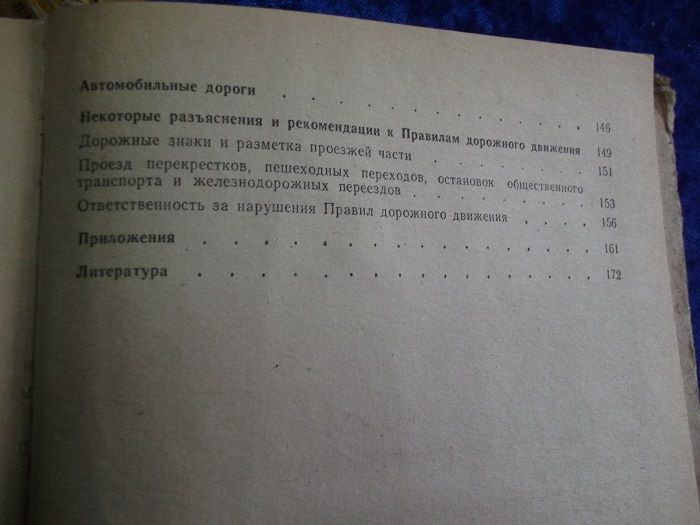 Автомобильные дороги . . . . . . . . . . . . 146
Некоторые разъяснения и рекомендации к Правилам дорожного движения 149
Дорожные знаки и разметка проезжей части . . . . . . . 151
Проезд перекрестков, пешеходных переходов, остановок общественного
транспорта и железнодорожных переездов . . . . . . . . 153
Ответственность за нарушения Правил дорожного движения . . . . 156
Приложения . . . . . . . . . . . . . . . . 161
Литература . . . . . . . . . . . . . . . . 172